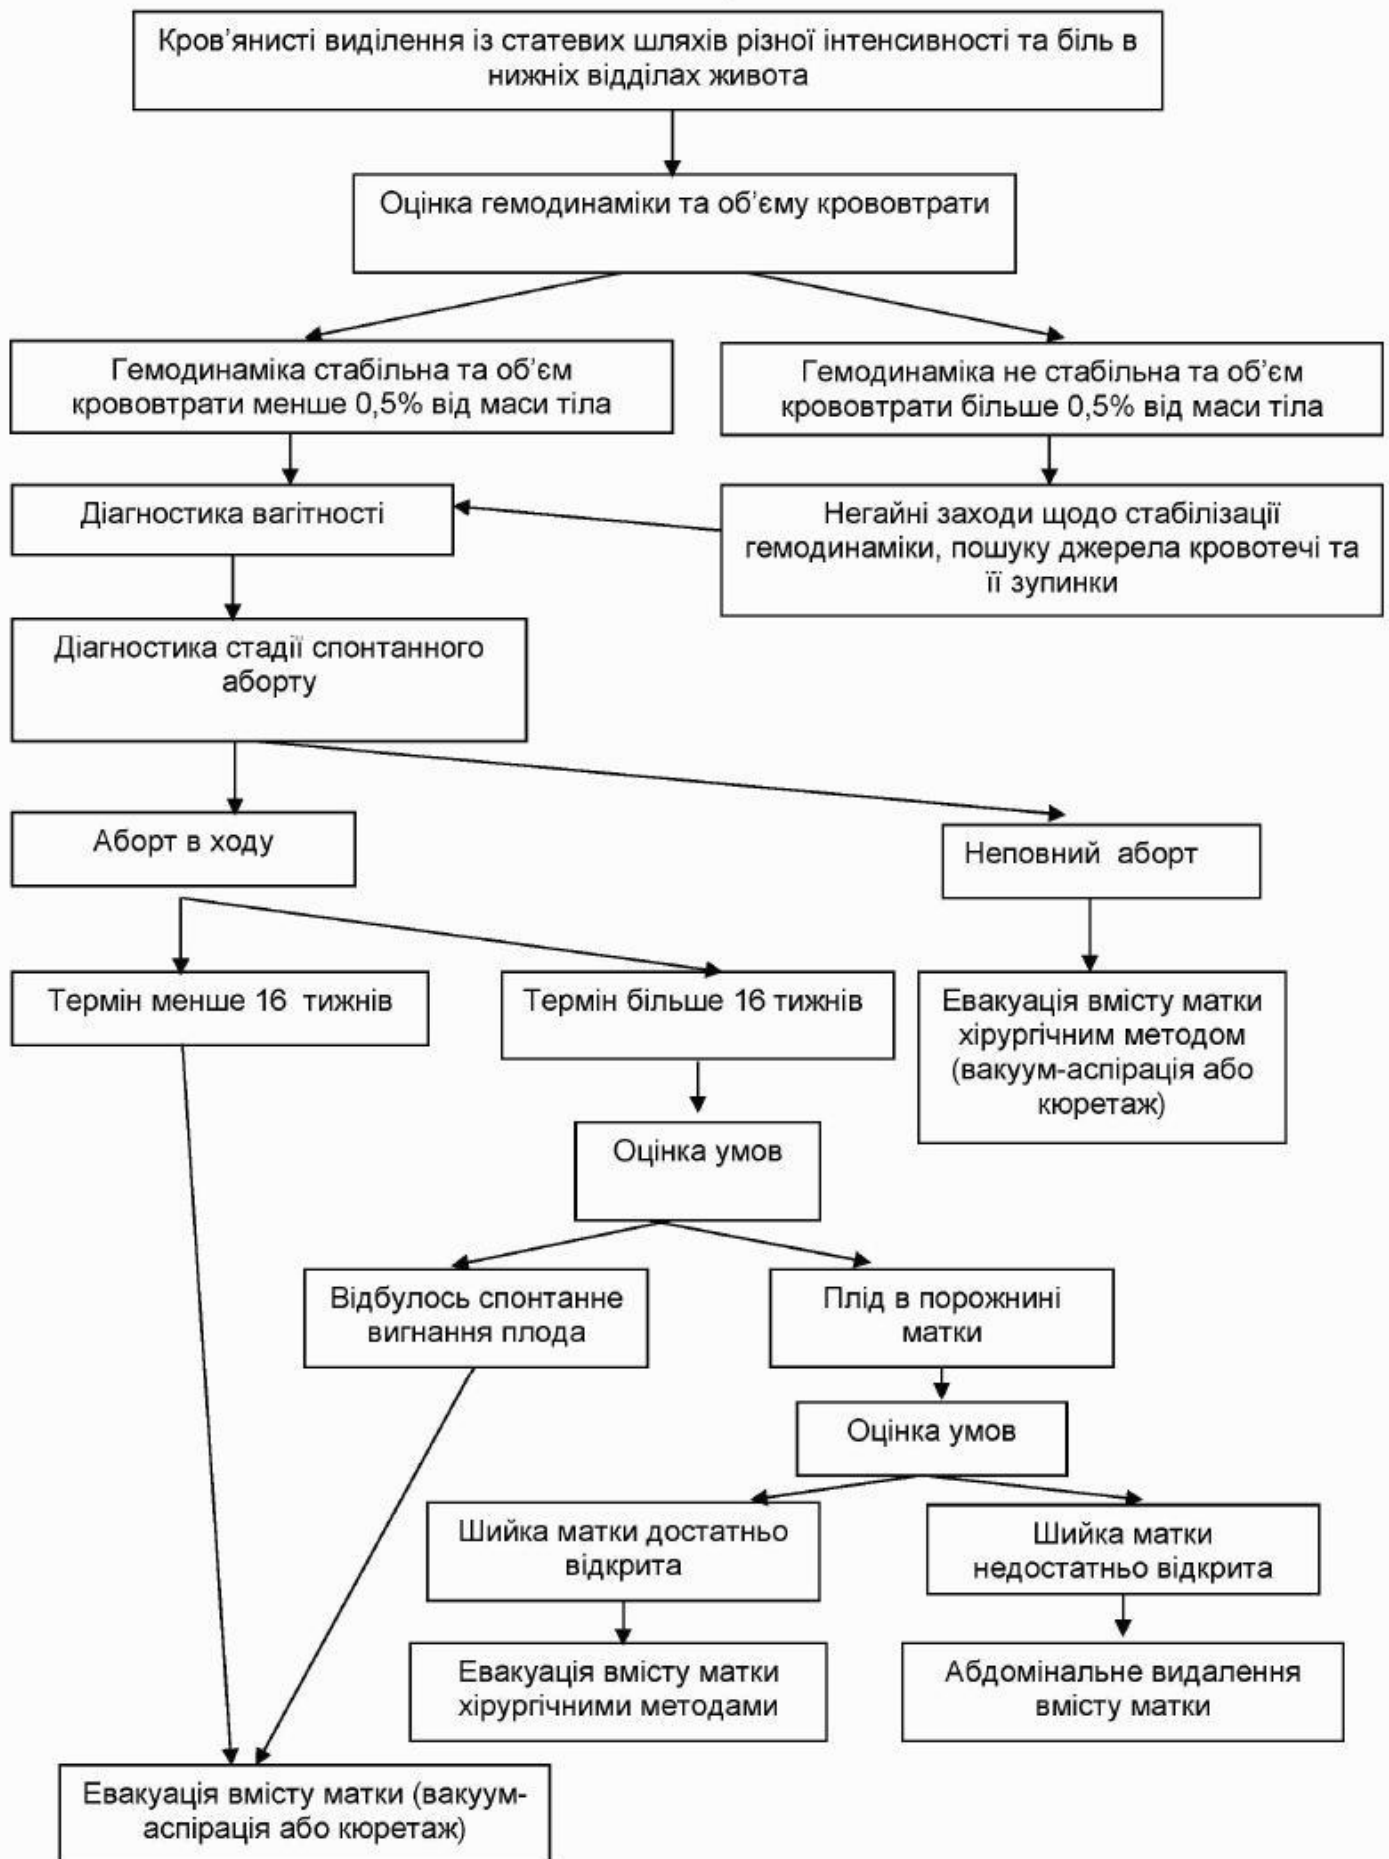 Кров’янисті виділення із статевих шляхів різної інтенсивності та біль в
нижніх відділах живота
Оцінка гемодинаміки та об’єму крововтрати
Гемодинаміка стабільна та об’єм
крововтрати менше 0,5% від маси тіла
Гемодинаміка не стабільна та об’єм
крововтрати більше 0,5% від маси тіла
Діагностика вагітності
Негайні заходи щодо стабілізації
гемодинаміки, пошуку джерела кровотечі та
її зупинки
Діагностика стадії спонтанного
аборту
Аборт в ходу
Неповний аборт
Термін менше 16 тижнів
Термін більше 16 тижнів
Евакуація вмісту матки
хірургічним методом
(вакуум-аспірація або
кюретаж)
Оцінка умов
Відбулось спонтанне
вигнання плода
Плід в порожнині
матки
Оцінка умов
Шийка матки достатньо
відкрита
Шийка матки
недостатньо відкрита
Евакуація вмісту матки
хірургічними методами
Абдомінальне видалення
вмісту матки
Евакуація вмісту матки (вакуум-
аспірація або кюретаж)